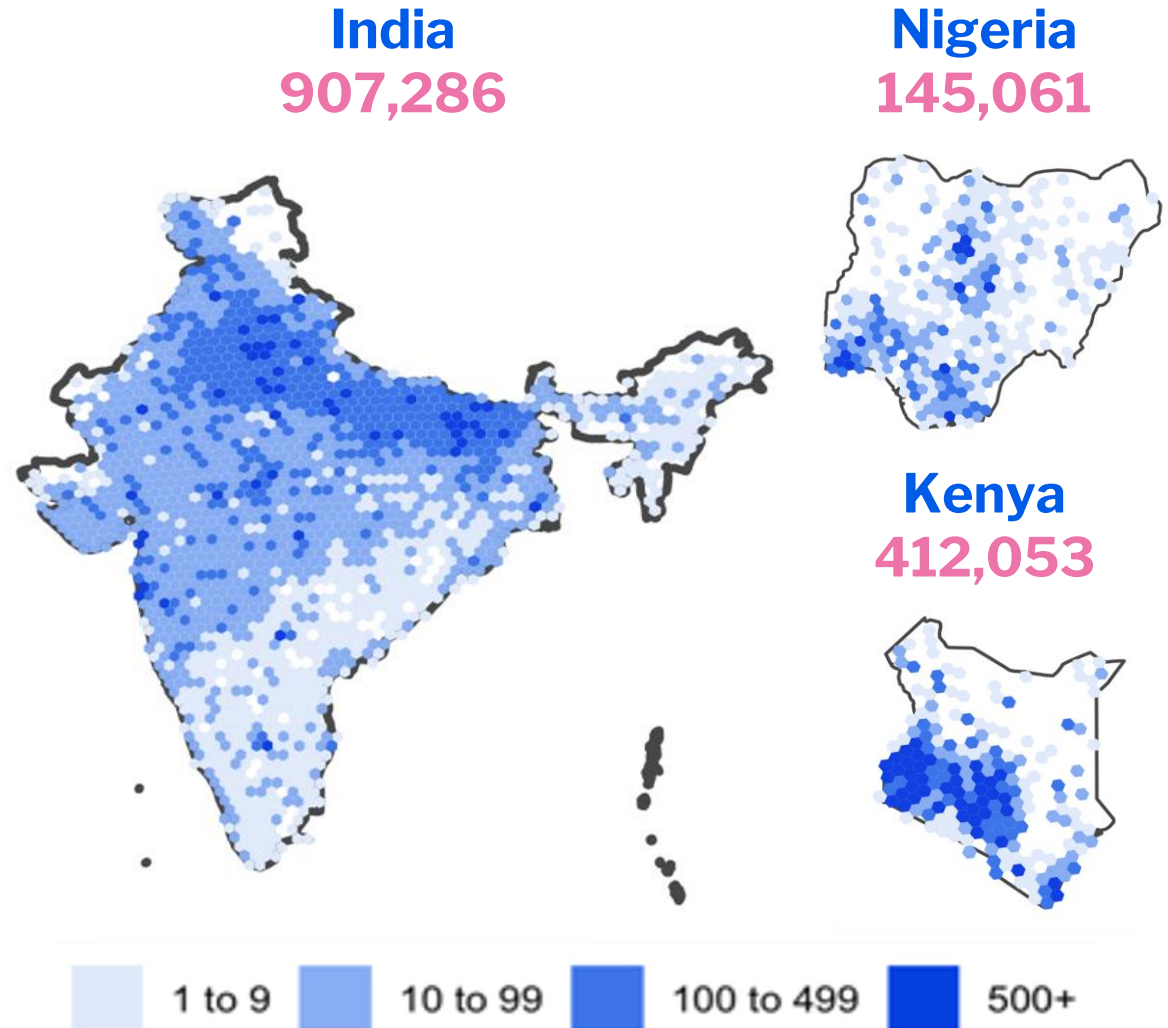 India
907,286
Nigeria
145,061
Kenya
412,053
1 to 9
10 to 99
100 to 499
500+